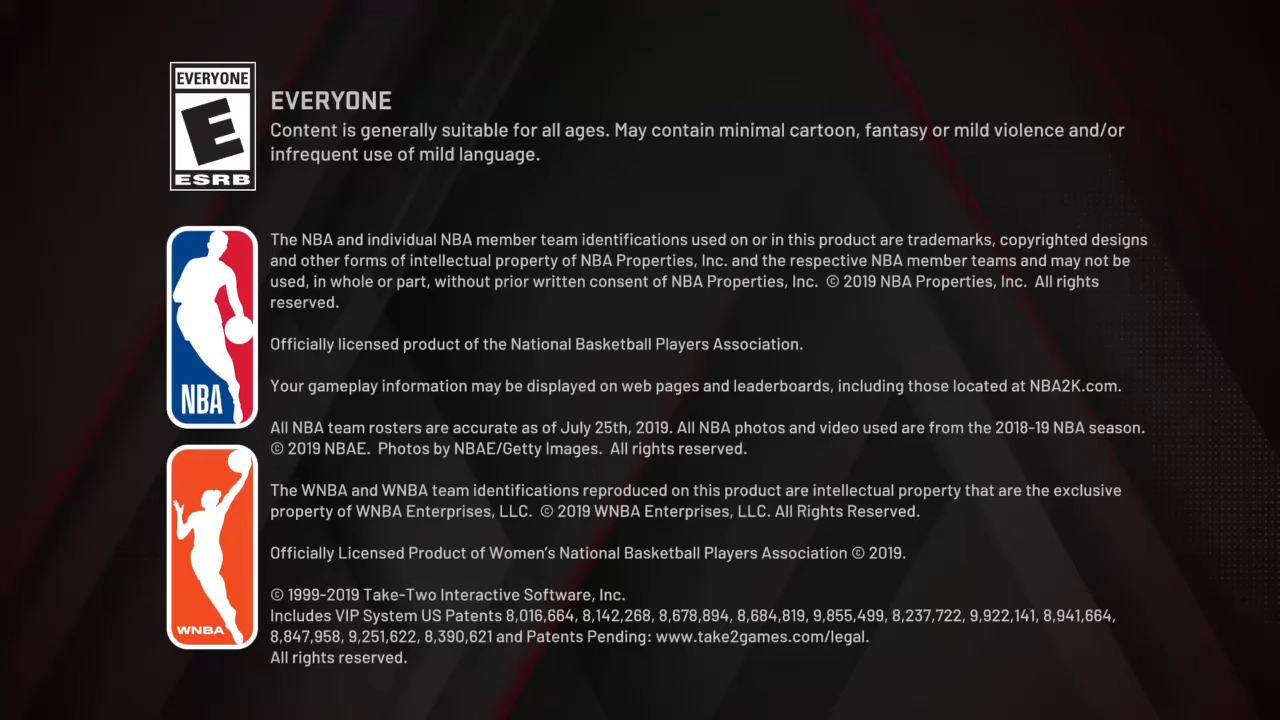 EVERYONE
E
ESRB
EVERYONE
Content is generally suitable for all ages. May contain minimal cartoon, fantasy or mild violence and/or
infrequent use of mild language.
NBA
The NBA and individual NBA member team identifications used on or in this product are trademarks, copyrighted designs
and other forms of intellectual property of NBA Properties, Inc. and the respective NBA member teams and may not be
used, in whole or part, without prior written consent of NBA Properties, Inc.  © 2019 NBA Properties, Inc.  All rights
reserved.
Officially licensed product of the National Basketball Players Association.
Your gameplay information may be displayed on web pages and leaderboards, including those located at NBA2K.com.
All NBA team rosters are accurate as of July 25th, 2019. All NBA photos and video used are from the 2018-19 NBA season.
© 2019 NBAE.  Photos by NBAE/Getty Images.  All rights reserved.
WNBA
The WNBA and WNBA team identifications reproduced on this product are intellectual property that are the exclusive
property of WNBA Enterprises, LLC.  © 2019 WNBA Enterprises, LLC. All Rights Reserved.
Officially Licensed Product of Women's National Basketball Players Association © 2019.
© 1999-2019 Take-Two Interactive Software, Inc.
Includes VIP System US Patents 8,016,664, 8,142,268, 8,678,894, 8,684,819, 9,855,499, 8,237,722, 9,922,141, 8,941,664,
8,847,958, 9,251,622, 8,390,621 and Patents Pending: www.take2games.com/legal.
All rights reserved.